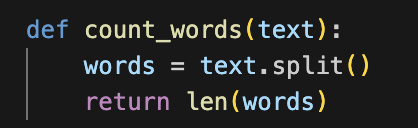 def count_words(text):
    words = text.split()
    return len(words)